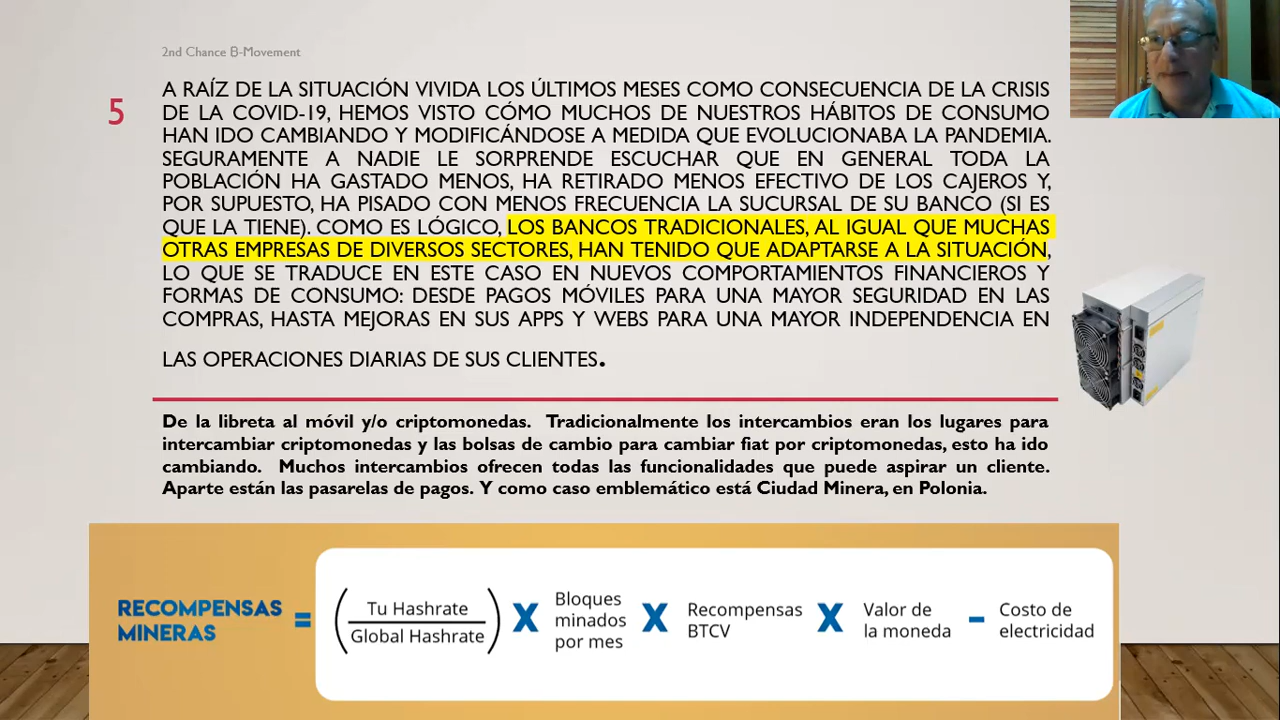 2nd Chance B-Movement
5
A RAÍZ DE LA SITUACIÓN VIVIDA LOS ÚLTIMOS MESES COMO CONSECUENCIA DE LA CRISIS
DE LA COVID-19, HEMOS VISTO CÓMO MUCHOS DE NUESTROS HÁBITOS DE CONSUMO
HAN IDO CAMBIANDO Y MODIFICÁNDOSE A MEDIDA QUE EVOLUCIONABA LA PANDEMIA.
SEGURAMENTE A NADIE LE SORPRENDE ESCUCHAR QUE EN GENERAL TODA LA
POBLACIÓN HA GASTADO MENOS, HA RETIRADO MENOS EFECTIVO DE LOS CAJEROS Y,
POR SUPUESTO, HA PISADO CON MENOS FRECUENCIA LA SUCURSAL DE SU BANCO (SI ES
QUE LA TIENE). COMO ES LÓGICO, LOS BANCOS TRADICIONALES, AL IGUAL QUE MUCHAS
OTRAS EMPRESAS DE DIVERSOS SECTORES, HAN TENIDO QUE ADAPTARSE A LA SITUACIÓN,
LO QUE SE TRADUCE EN ESTE CASO EN NUEVOS COMPORTAMIENTOS FINANCIEROS Y
FORMAS DE CONSUMO: DESDE PAGOS MÓVILES PARA UNA MAYOR SEGURIDAD EN LAS
COMPRAS, HASTA MEJORAS EN SUS APPS Y WEBS PARA UNA MAYOR INDEPENDENCIA EN
LAS OPERACIONES DIARIAS DE SUS CLIENTES.
De la libreta al móvil y/o criptomonedas. Tradicionalmente los intercambios eran los lugares para
intercambiar criptomonedas y las bolsas de cambio para cambiar fiat por criptomonedas, esto ha ido
cambiando. Muchos intercambios ofrecen todas las funcionalidades que puede aspirar un cliente.
Aparte están las pasarelas de pagos. Y como caso emblemático está Ciudad Minera, en Polonia.
RECOMPENSAS
MINERAS
=
(
Tu Hashrate
Global Hashrate
)
X
Bloques
minados
por mes
X
Recompensas
BTCV
X
Valor de
la moneda
-
Costo de
electricidad